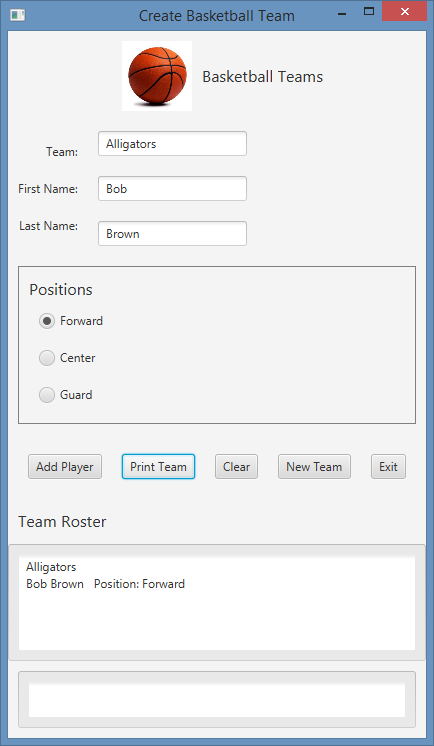 Create Basketball Team
Basketball Teams
Team: Alligators
First Name: Bob
Last Name: Brown
Positions
Forward
Center
Guard
Add Player Print Team Clear New Team Exit
Team Roster
Alligators
Bob Brown Position: Forward